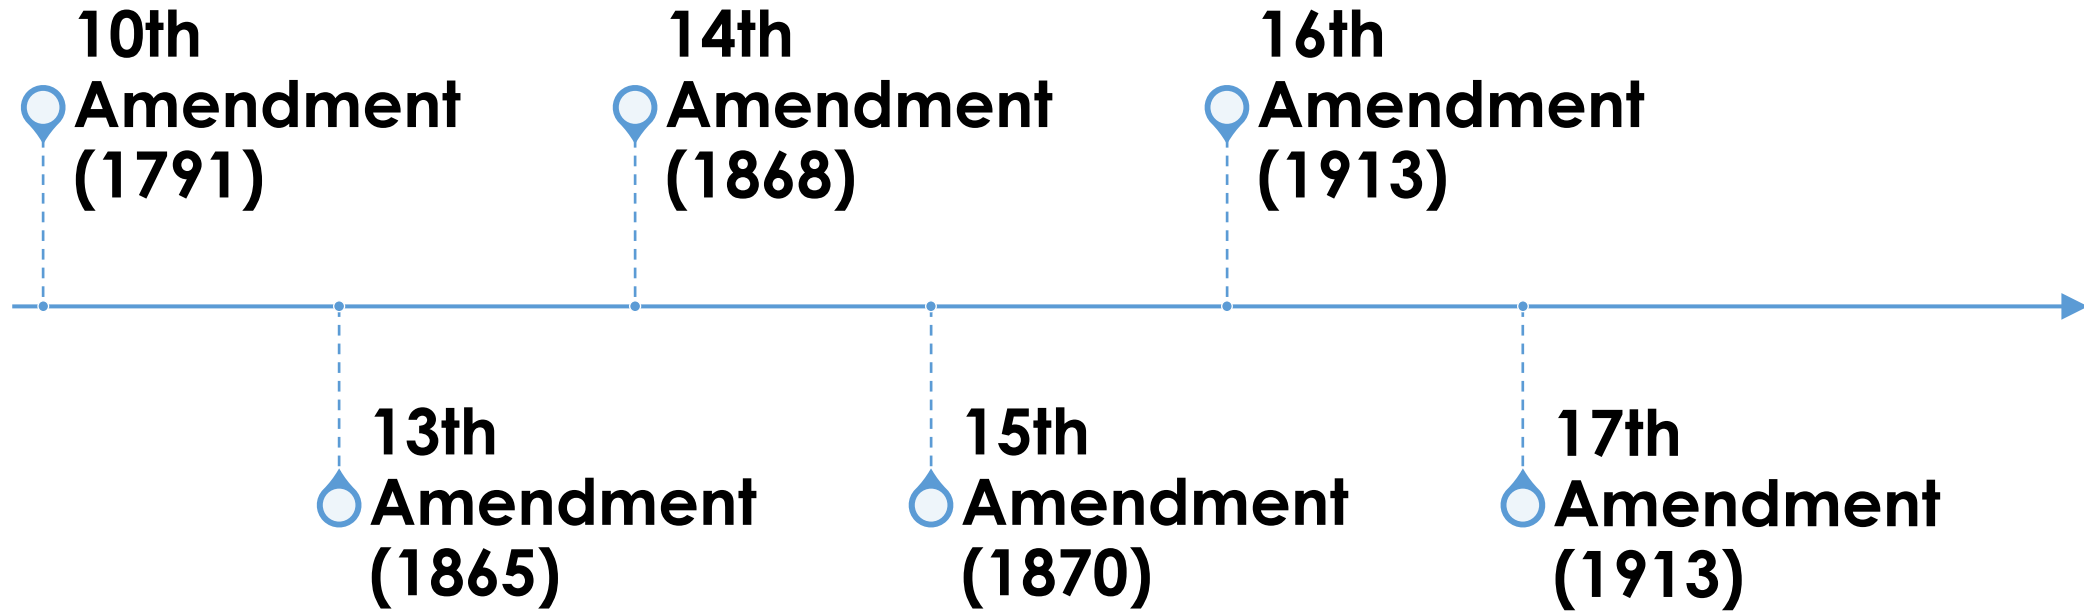 10th
Amendment
(1791)
13th
Amendment
(1865)
14th
Amendment
(1868)
15th
Amendment
(1870)
16th
Amendment
(1913)
17th
Amendment
(1913)